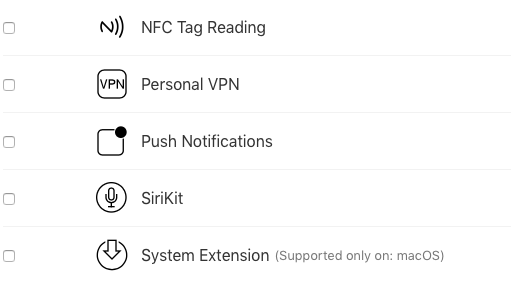 NFC Tag Reading
VPN Personal VPN
Push Notifications
SiriKit
System Extension (Supported only on: macOS)